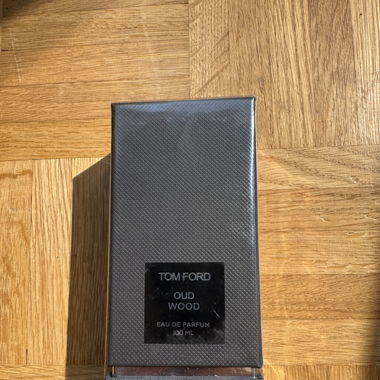 TOM FORD
OUD
WOOD
EAU DE PARFUM
100 ML